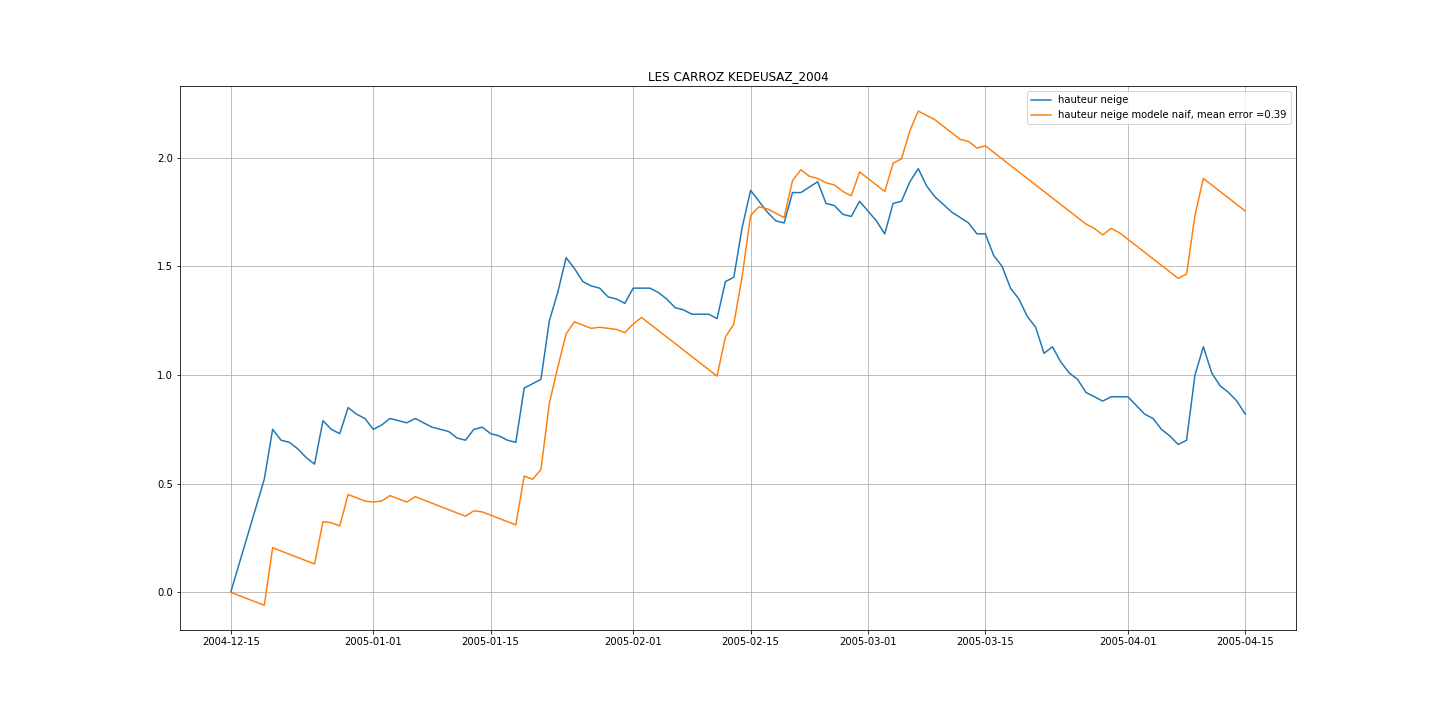 LES CARROZ KEDEUSAZ_2004
hauteur neige
hauteur neige modele naif, mean error =0.39
2.0
1.5
1.0
0.5
0.0
2004-12-15 2005-01-01 2005-01-15 2005-02-01 2005-02-15 2005-03-01 2005-03-15 2005-04-01 2005-04-15